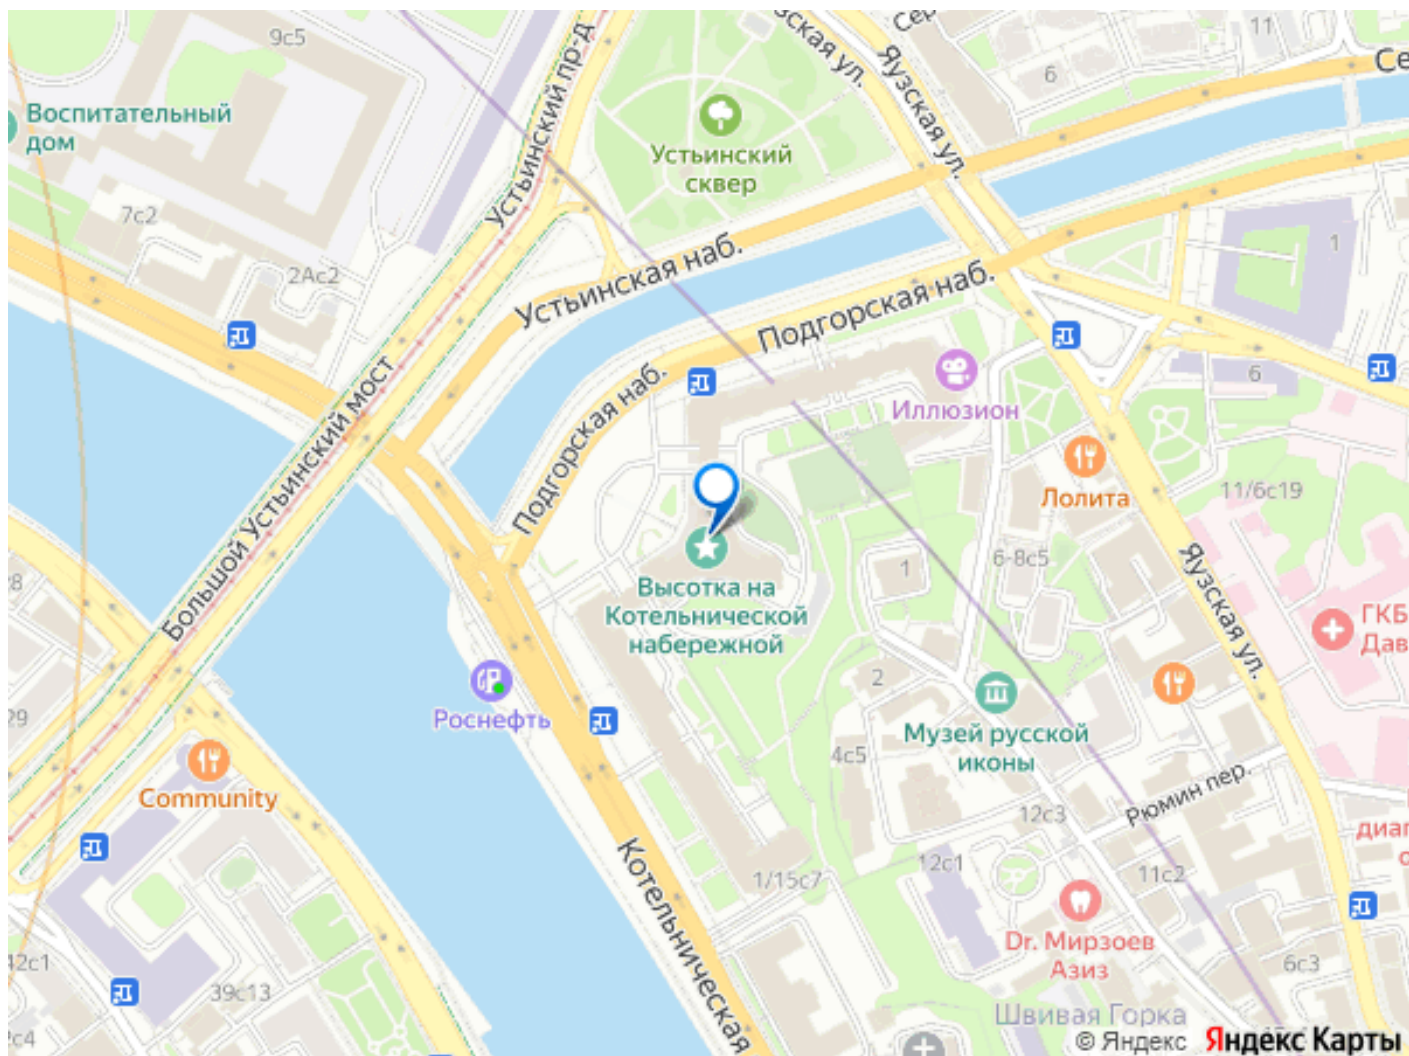 9с5
Воспитательный
дом
7с2
2Ас2
Устьинский пр-д
Устьинский
сквер
Яузская ул.
11
6
Устьинская наб.
Подгорская наб.
Подгорская наб.
1
6
Иллюзион
Большой Устьинский мост
Лолита
11/6с19
6-8с5
1
Высотка на
Котельнической
набережной
Яузская ул.
ГКБ
Дав
2
29
Роснефть
Музей русской
иконы
4с5
Community
Рюмин пер.
12с3
12с1
11с2
1/15с7
Котельническая
Dr. Мирзоев
Азиз
6с3
42с1
39с13
Швивая Горка
© Яндекс
Яндекс Карты